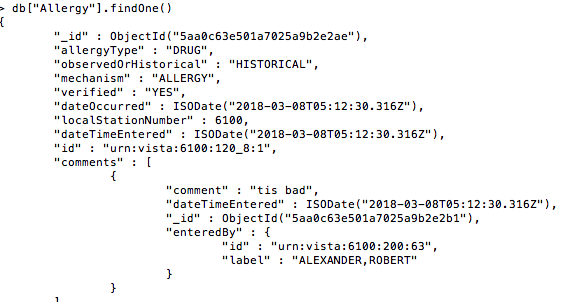 > db["Allergy"].findOne()
{
"_id" : ObjectId("5aa0c63e501a7025a9b2e2ae"),
"allergyType" : "DRUG",
"observedOrHistorical" : "HISTORICAL",
"mechanism" : "ALLERGY",
"verified" : "YES",
"dateOccurred" : ISODate("2018-03-08T05:12:30.316Z"),
"localStationNumber" : 6100,
"dateTimeEntered" : ISODate("2018-03-08T05:12:30.316Z"),
"id" : "urn:vista:6100:120_8:1",
"comments" : [
{
"comment" : "tis bad",
"dateTimeEntered" : ISODate("2018-03-08T05:12:30.316Z"),
"_id" : ObjectId("5aa0c63e501a7025a9b2e2b1"),
"enteredBy" : {
"id" : "urn:vista:6100:200:63",
"label" : "ALEXANDER,ROBERT"
}
}
]